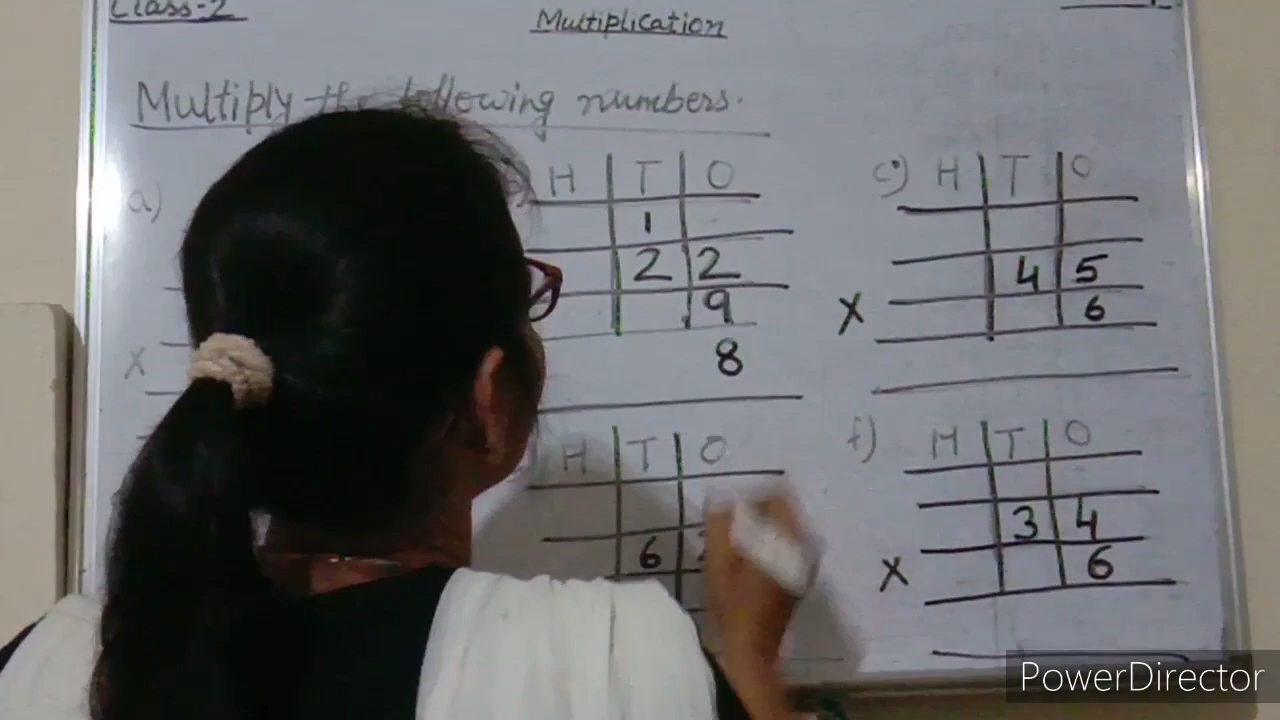 Class-2
Multiplication
Multiply the following numbers.
a)
X
H T O
1
2 2
9
8
c) H T O
4 5
X 6
H T O
6
f) H T O
3 4
X 6
PowerDirector